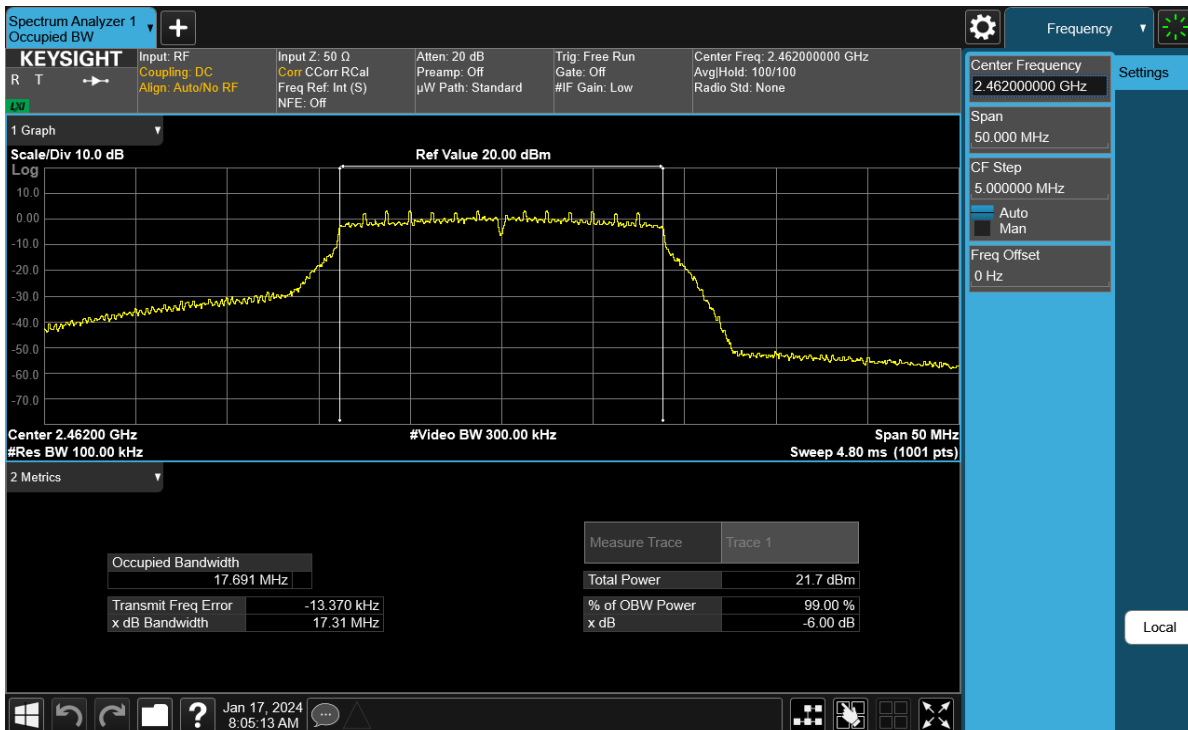 Spectrum Analyzer 1
Occupied BW
Frequency
KEYSIGHT
R T
LXI
Input: RF
Coupling: DC
Align: Auto/No RF
Input Z: 50 Ω
Corr CCorr RCal
Freq Ref: Int (S)
NFE: Off
Atten: 20 dB
Preamp: Off
µW Path: Standard
Trig: Free Run
Gate: Off
#IF Gain: Low
Center Freq: 2.462000000 GHz
Avg|Hold: 100/100
Radio Std: None
Center Frequency
2.462000000 GHz
Settings
Span
50.000 MHz
CF Step
5.000000 MHz
Auto
Man
Freq Offset
0 Hz
Local
1 Graph
Scale/Div 10.0 dB
Ref Value 20.00 dBm
Log
10.0
0.00
-10.0
-20.0
-30.0
-40.0
-50.0
-60.0
-70.0
Center 2.46200 GHz
#Video BW 300.00 kHz
Span 50 MHz
#Res BW 100.00 kHz
Sweep 4.80 ms (1001 pts)
2 Metrics
Measure Trace Trace 1
Occupied Bandwidth
17.691 MHz
Total Power 21.7 dBm
Transmit Freq Error -13.370 kHz
% of OBW Power 99.00 %
x dB Bandwidth 17.31 MHz
x dB -6.00 dB
?
Jan 17, 2024
8:05:13 AM